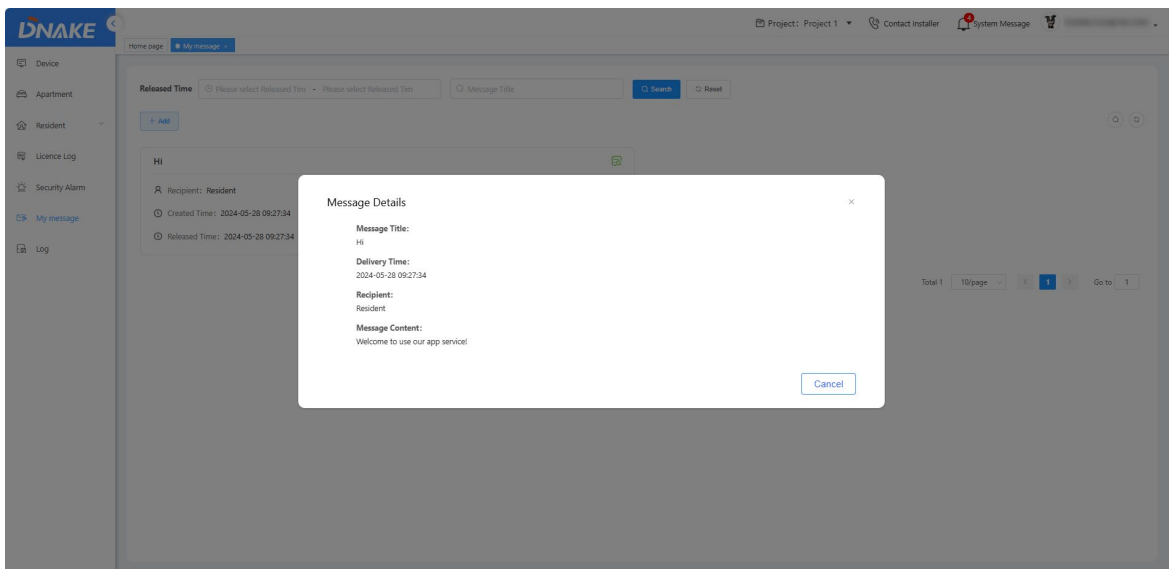 DNAKE
Project: Project 1
Contact Installer
4
System Message
Home page
My message ×
Device
Apartment
Resident
Licence Log
Security Alarm
My message
Log
Released Time
Please select Released Tim - Please select Released Tim
Message Title
Search
Reset
+ Add
Hi
Recipient: Resident
Created Time: 2024-05-28 09:27:34
Released Time: 2024-05-28 09:27:34
Message Details
Message Title:
Hi
Delivery Time:
2024-05-28 09:27:34
Recipient:
Resident
Message Content:
Welcome to use our app service!
Cancel
Total 1
10/page
1
Go to
1